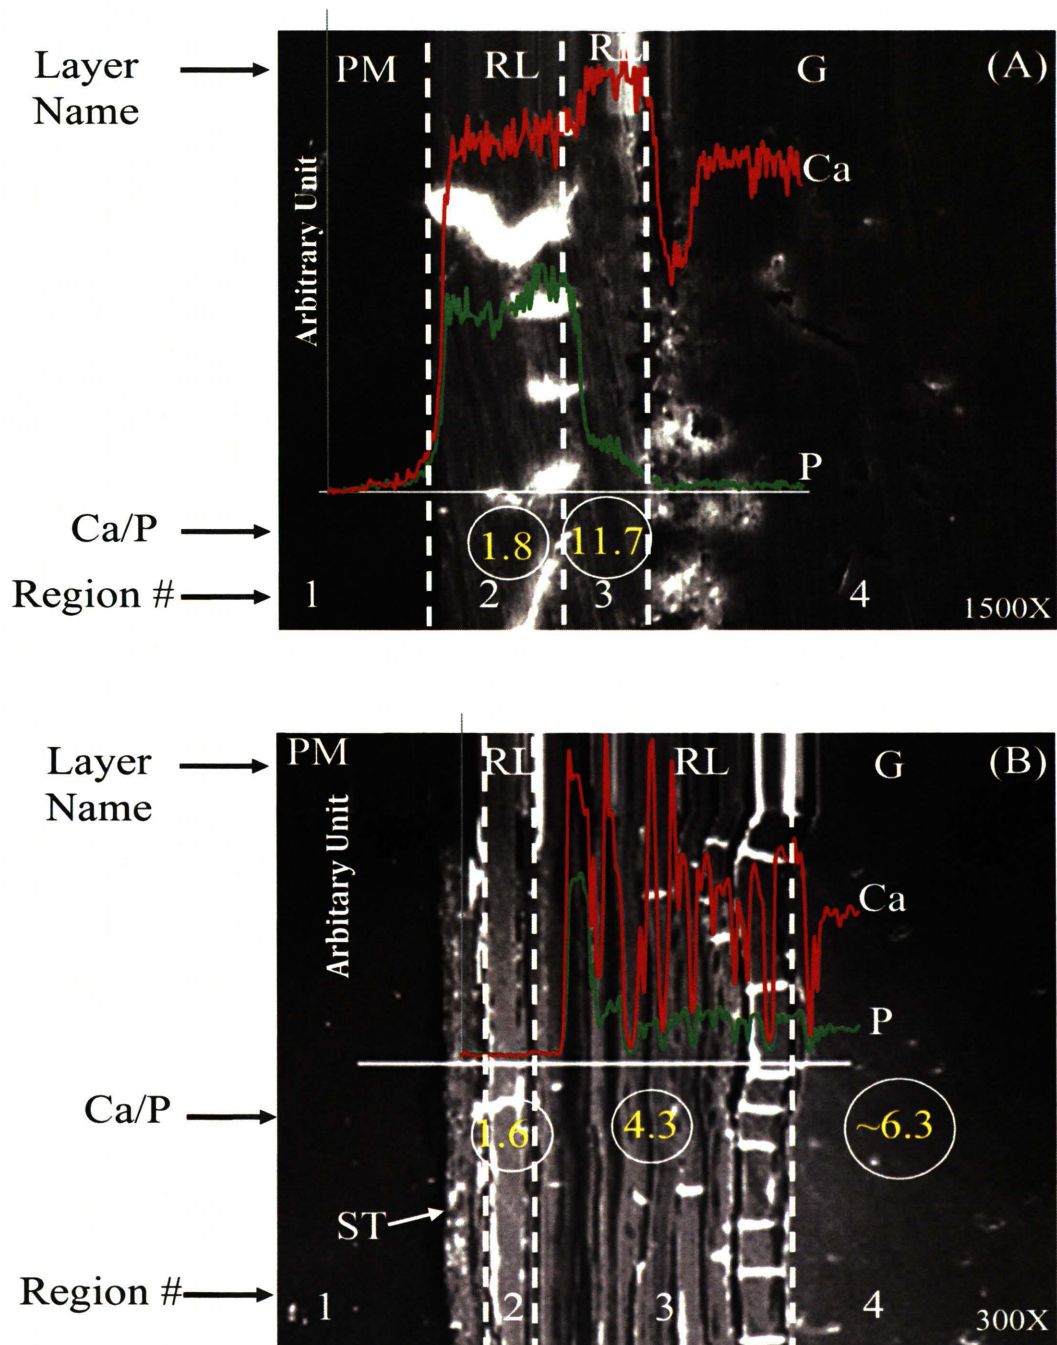 Layer
Name
PM
RL
RL
G
(A)
Arbitrary Unit
Ca
P
Ca/P
1.8
11.7
Region #
1
2
3
4
1500X
Layer
Name
PM
RL
RL
G
(B)
Arbitary Unit
Ca
P
Ca/P
1.6
4.3
~6.3
ST
Region #
1
2
3
4
300X